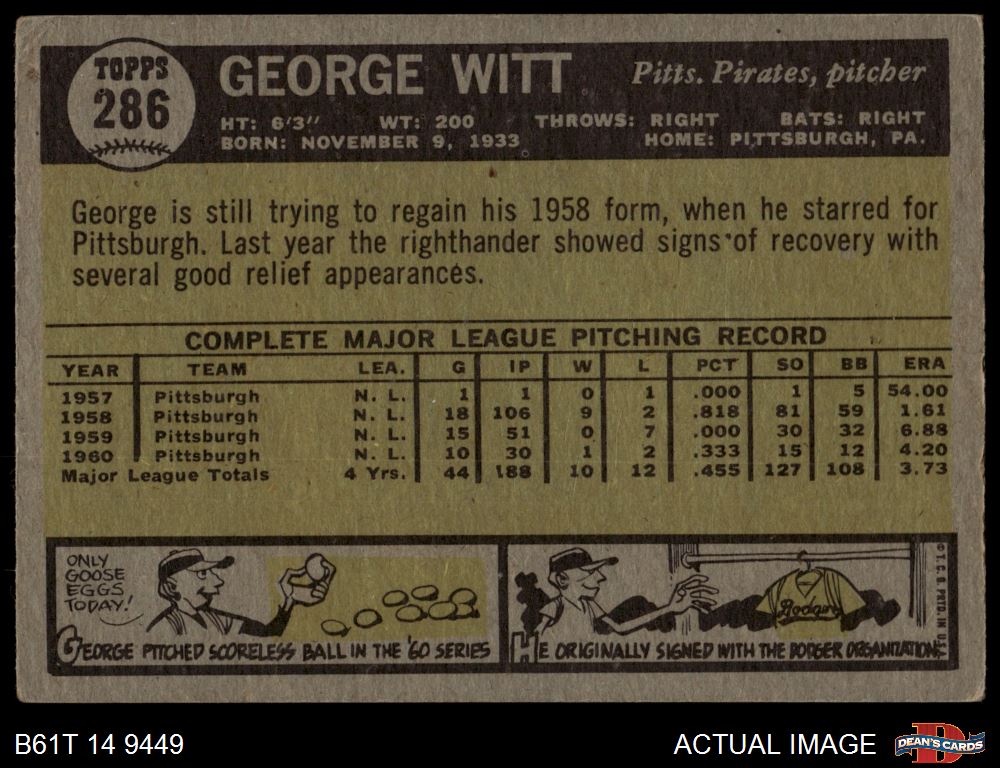 TOPPS
286
GEORGE WITT
Pitts. Pirates, pitcher
HT: 6'3" WT: 200 THROWS: RIGHT BATS: RIGHT
BORN: NOVEMBER 9, 1933 HOME: PITTSBURGH, PA.
George is still trying to regain his 1958 form, when he starred for
Pittsburgh. Last year the righthander showed signs of recovery with
several good relief appearances.
COMPLETE MAJOR LEAGUE PITCHING RECORD
YEAR TEAM LEA. G IP W L PCT SO BB ERA
1957 Pittsburgh N. L. 1 1 0 1 .000 1 5 54.00
1958 Pittsburgh N. L. 18 106 9 2 .818 81 59 1.61
1959 Pittsburgh N. L. 15 51 0 7 .000 30 32 6.88
1960 Pittsburgh N. L. 10 30 1 2 .333 15 12 4.20
Major League Totals 4 Yrs. 44 188 10 12 .455 127 108 3.73
ONLY
GOOSE
EGGS
TODAY!
GEORGE PITCHED SCORELESS BALL IN THE '60 SERIES
Dodgers
HE ORIGINALLY SIGNED WITH THE DODGER ORGANIZATION.
© T. C. G. PRTD. IN U.S.A.
B61T 14 9449
ACTUAL IMAGE
DEAN'S CARDS